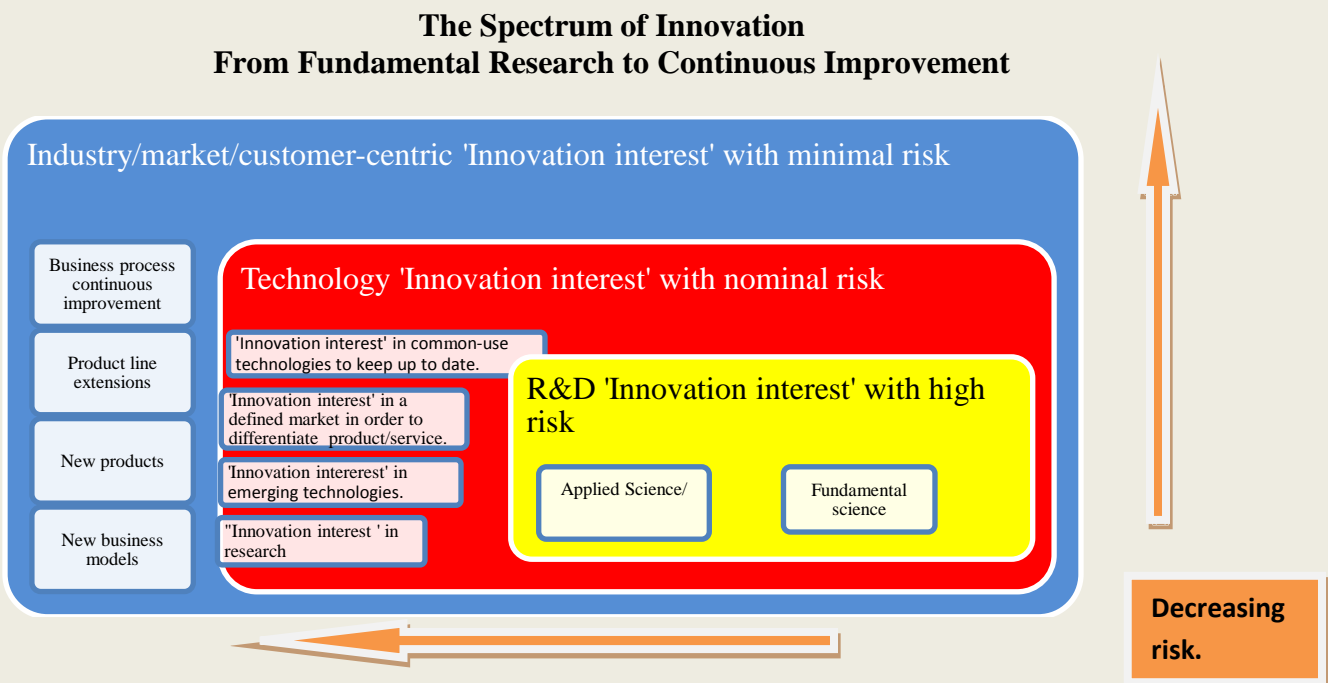 The Spectrum of Innovation
From Fundamental Research to Continuous Improvement
Industry/market/customer-centric 'Innovation interest' with minimal risk
Business process
continuous
improvement
Product line
extensions
New products
New business
models
Technology 'Innovation interest' with nominal risk
'Innovation interest' in common-use
technologies to keep up to date.
'Innovation interest' in a
defined market in order to
differentiate product/service.
'Innovation intererest' in
emerging technologies.
"Innovation interest ' in
research
R&D 'Innovation interest' with high
risk
Applied Science/
Fundamental
science
Decreasing
risk.